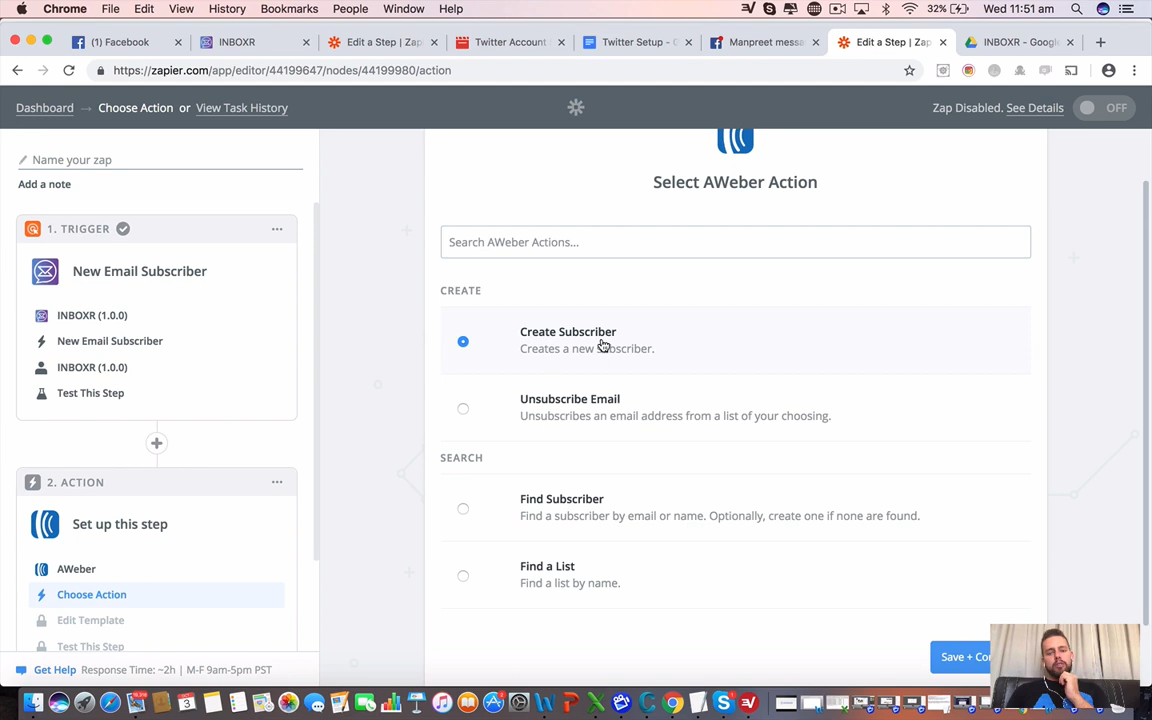 Chrome File Edit View History Bookmarks People Window Help
32% Wed 11:51 am
(1) Facebook
INBOXR
Edit a Step | Zap
Twitter Account
Twitter Setup - G
Manpreet messa
Edit a Step | Zap
INBOXR - Google
https://zapier.com/app/editor/44199647/nodes/44199980/action
Dashboard → Choose Action or View Task History
Zap Disabled. See Details
OFF
Name your zap
Add a note
1. TRIGGER
New Email Subscriber
INBOXR (1.0.0)
New Email Subscriber
INBOXR (1.0.0)
Test This Step
2. ACTION
Set up this step
AWeber
Choose Action
Edit Template
Test This Step
Get Help Response Time: ~2h | M-F 9am-5pm PST
Select AWeber Action
Search AWeber Actions...
CREATE
Create Subscriber
Creates a new subscriber.
Unsubscribe Email
Unsubscribes an email address from a list of your choosing.
SEARCH
Find Subscriber
Find a subscriber by email or name. Optionally, create one if none are found.
Find a List
Find a list by name.
Save + Co